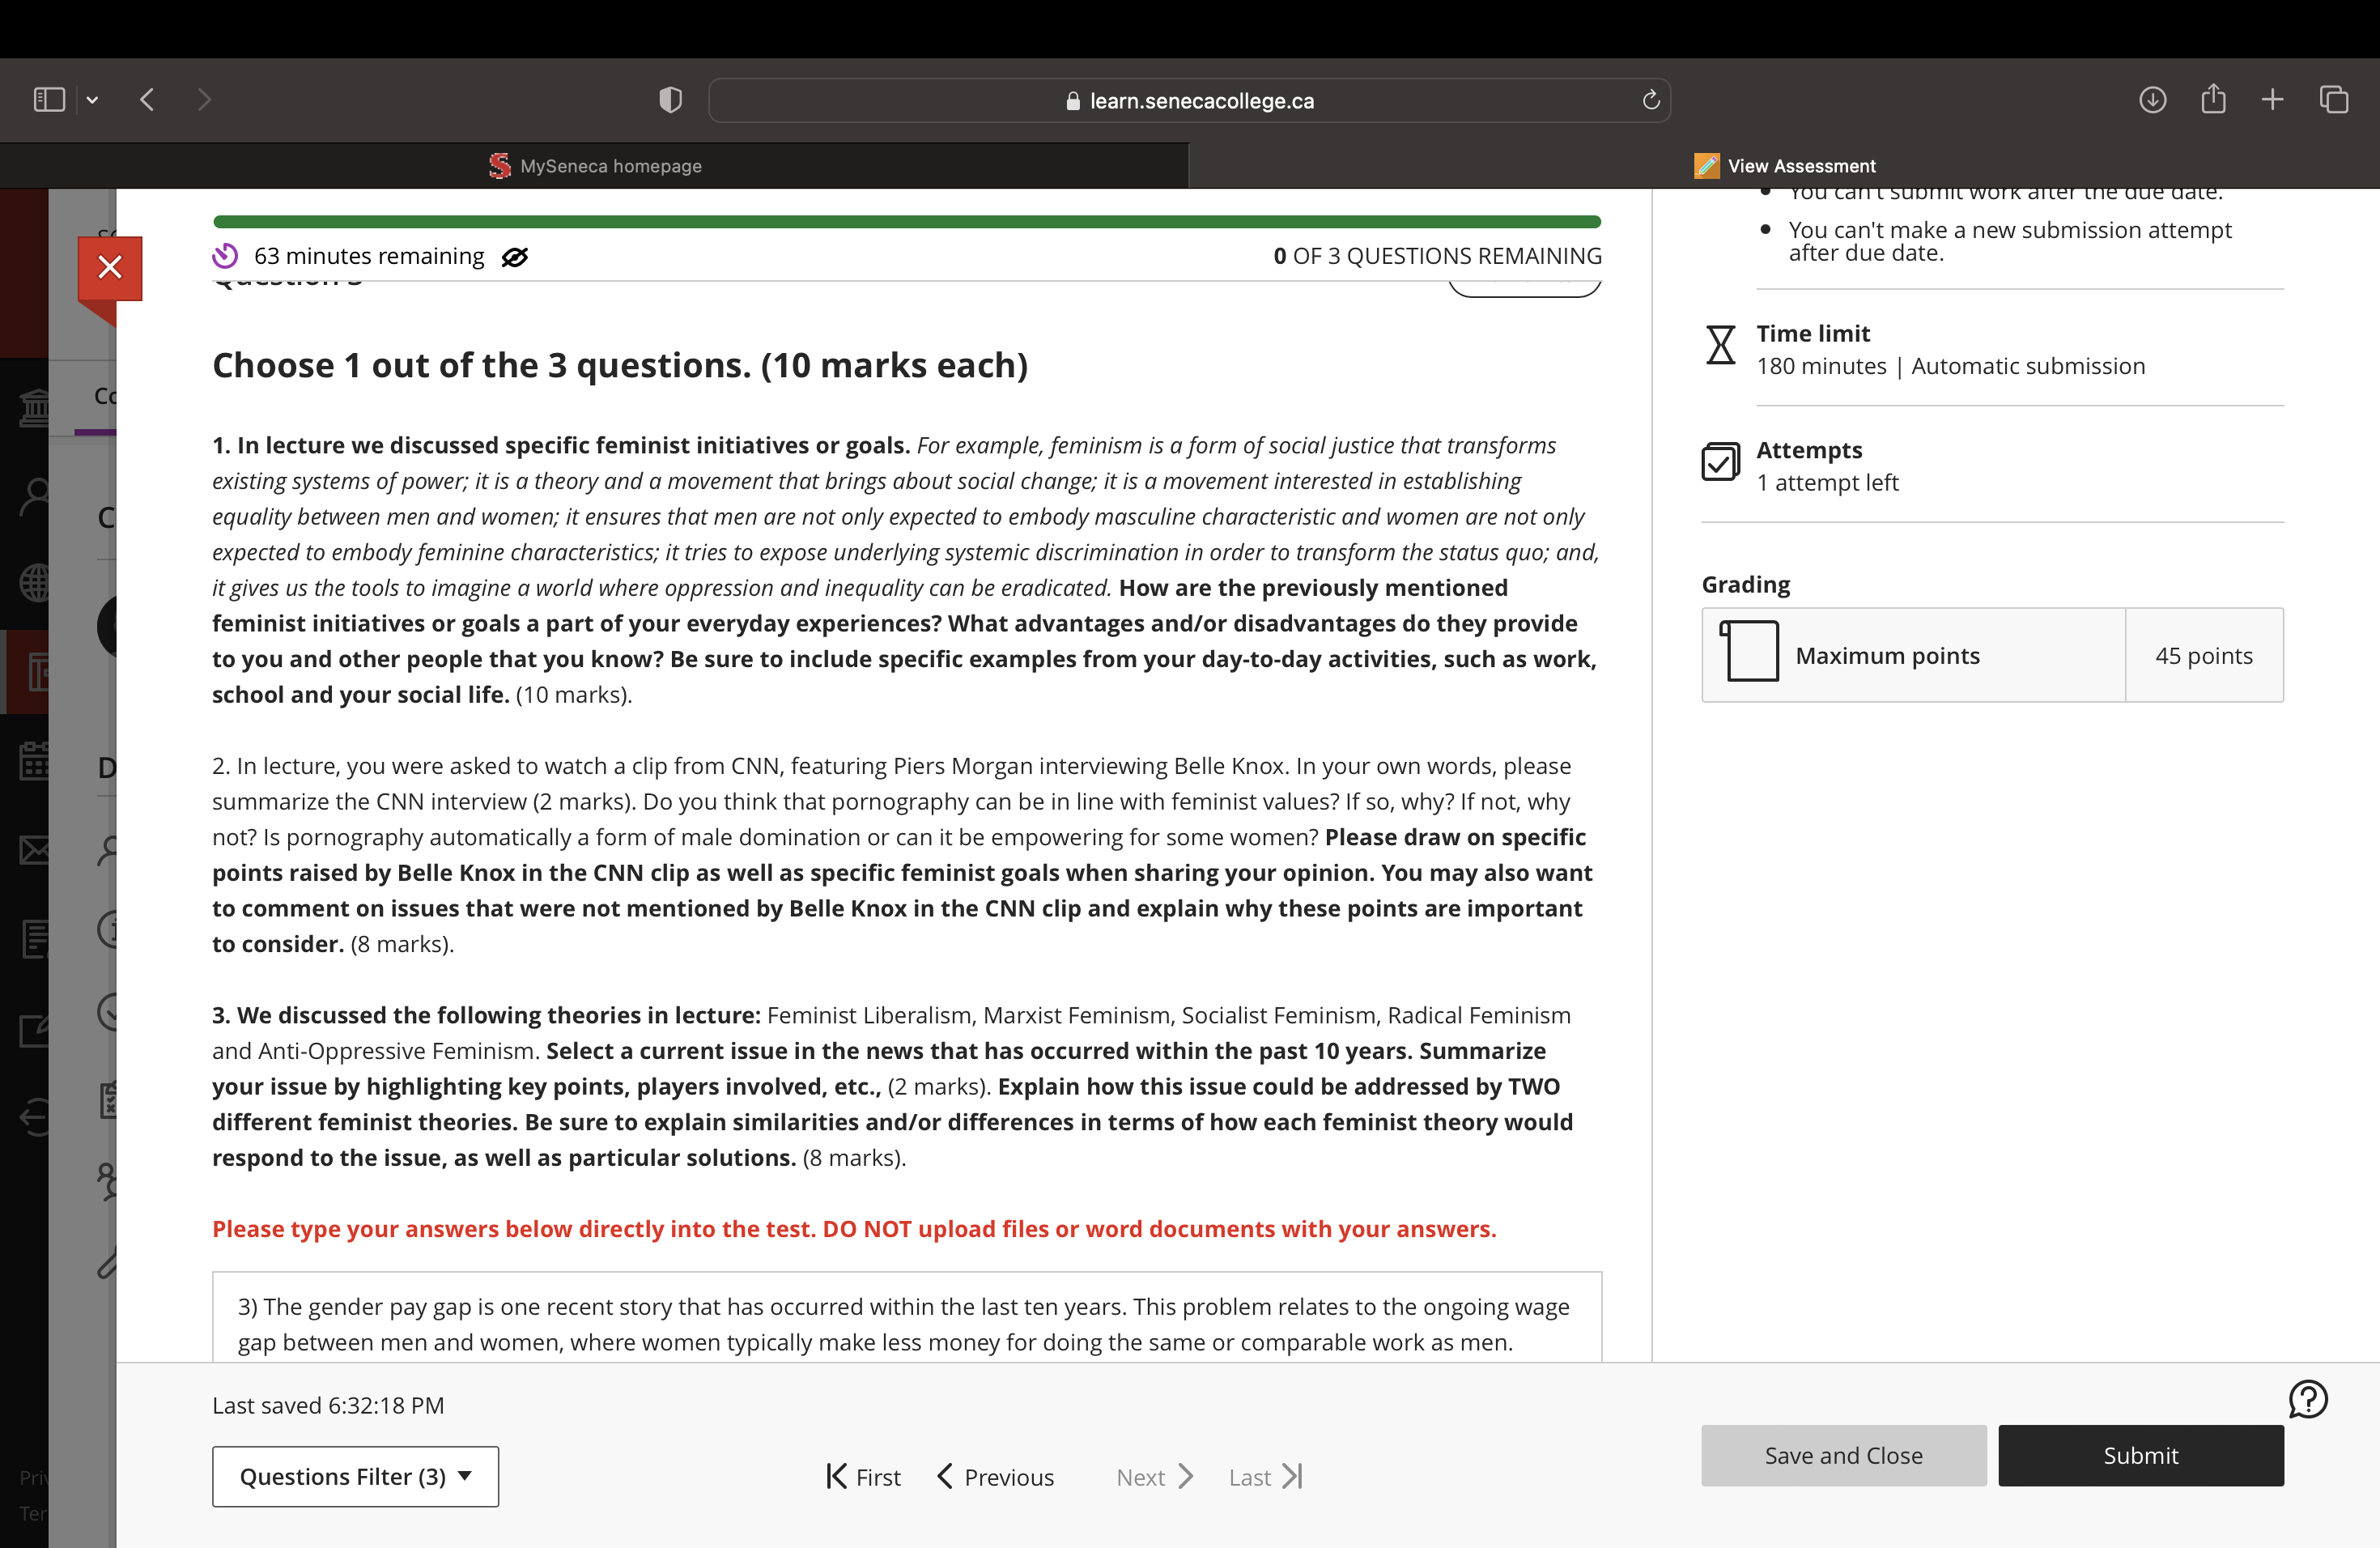 learn.senecacollege.ca
MySeneca homepage
View Assessment
63 minutes remaining
0 OF 3 QUESTIONS REMAINING
Question 3
You can't submit work after the due date.
You can't make a new submission attempt
after due date.
Time limit
180 minutes | Automatic submission
Attempts
1 attempt left
Grading
Maximum points
45 points
Choose 1 out of the 3 questions. (10 marks each)
1. In lecture we discussed specific feminist initiatives or goals. For example, feminism is a form of social justice that transforms
existing systems of power; it is a theory and a movement that brings about social change; it is a movement interested in establishing
equality between men and women; it ensures that men are not only expected to embody masculine characteristic and women are not only
expected to embody feminine characteristics; it tries to expose underlying systemic discrimination in order to transform the status quo; and,
it gives us the tools to imagine a world where oppression and inequality can be eradicated. How are the previously mentioned
feminist initiatives or goals a part of your everyday experiences? What advantages and/or disadvantages do they provide
to you and other people that you know? Be sure to include specific examples from your day-to-day activities, such as work,
school and your social life. (10 marks).
2. In lecture, you were asked to watch a clip from CNN, featuring Piers Morgan interviewing Belle Knox. In your own words, please
summarize the CNN interview (2 marks). Do you think that pornography can be in line with feminist values? If so, why? If not, why
not? Is pornography automatically a form of male domination or can it be empowering for some women? Please draw on specific
points raised by Belle Knox in the CNN clip as well as specific feminist goals when sharing your opinion. You may also want
to comment on issues that were not mentioned by Belle Knox in the CNN clip and explain why these points are important
to consider. (8 marks).
3. We discussed the following theories in lecture: Feminist Liberalism, Marxist Feminism, Socialist Feminism, Radical Feminism
and Anti-Oppressive Feminism. Select a current issue in the news that has occurred within the past 10 years. Summarize
your issue by highlighting key points, players involved, etc., (2 marks). Explain how this issue could be addressed by TWO
different feminist theories. Be sure to explain similarities and/or differences in terms of how each feminist theory would
respond to the issue, as well as particular solutions. (8 marks).
Please type your answers below directly into the test. DO NOT upload files or word documents with your answers.
3) The gender pay gap is one recent story that has occurred within the last ten years. This problem relates to the ongoing wage
gap between men and women, where women typically make less money for doing the same or comparable work as men.
Last saved 6:32:18 PM
Questions Filter (3)
First
Previous
Next
Last
Save and Close
Submit